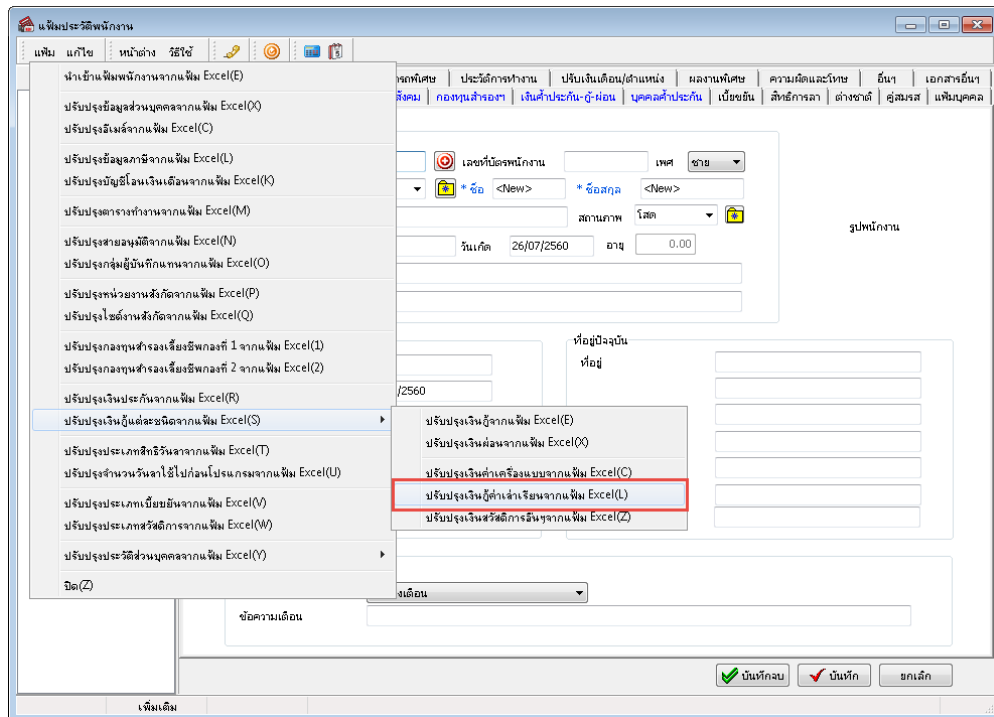 แฟ้มประวัติพนักงาน
แฟ้ม แก้ไข หน้าต่าง วิธีใช้
นำเข้าแฟ้มพนักงานจากแฟ้ม Excel(E)
ปรับปรุงข้อมูลส่วนบุคคลจากแฟ้ม Excel(X)
ปรับปรุงอีเมล์จากแฟ้ม Excel(C)
ปรับปรุงข้อมูลภาษีจากแฟ้ม Excel(L)
ปรับปรุงบัญชีโอนเงินเดือนจากแฟ้ม Excel(K)
ปรับปรุงตารางทำงานจากแฟ้ม Excel(M)
ปรับปรุงสายอนุมัติจากแฟ้ม Excel(N)
ปรับปรุงกลุ่มผู้บันทึกแทนจากแฟ้ม Excel(O)
ปรับปรุงหน่วยงานสังกัดจากแฟ้ม Excel(P)
ปรับปรุงไซต์งานสังกัดจากแฟ้ม Excel(Q)
ปรับปรุงกองทุนสำรองเลี้ยงชีพกองที่ 1 จากแฟ้ม Excel(1)
ปรับปรุงกองทุนสำรองเลี้ยงชีพกองที่ 2 จากแฟ้ม Excel(2)
ปรับปรุงเงินประกันจากแฟ้ม Excel(R)
ปรับปรุงเงินกู้แต่ละชนิดจากแฟ้ม Excel(S)
ปรับปรุงประเภทสิทธิวันลาจากแฟ้ม Excel(T)
ปรับปรุงจำนวนวันลาใช้ไปก่อนโปรแกรมจากแฟ้ม Excel(U)
ปรับปรุงประเภทเบี้ยขยันจากแฟ้ม Excel(V)
ปรับปรุงประเภทสวัสดิการจากแฟ้ม Excel(W)
ปรับปรุงประวัติส่วนบุคคลจากแฟ้ม Excel(Y)
ปิด(Z)
ปรับปรุงเงินกู้จากแฟ้ม Excel(E)
ปรับปรุงเงินผ่อนจากแฟ้ม Excel(X)
ปรับปรุงเงินค่าเครื่องแบบจากแฟ้ม Excel(C)
ปรับปรุงเงินกู้ค่าเล่าเรียนจากแฟ้ม Excel(L)
ปรับปรุงเงินสวัสดิการอื่นๆจากแฟ้ม Excel(Z)
ารถพิเศษ ประวัติการทำงาน ปรับเงินเดือน/ตำแหน่ง ผลงานพิเศษ ความผิดและโทษ อื่นๆ เอกสารอื่นๆ
สังคม กองทุนสำรองฯ เงินค้ำประกัน-กู้-ผ่อน บุคคลค้ำประกัน เบี้ยขยัน สิทธิการลา ต่างชาติ คู่สมรส แฟ้มบุคคล
เลขที่บัตรพนักงาน เพศ ชาย
* ชื่อ <New> * ชื่อสกุล <New>
สถานภาพ โสด
รูปพนักงาน
วันเกิด 26/07/2560 อายุ 0.00
ที่อยู่ปัจจุบัน
ที่อยู่
/2560
งเดือน
ข้อความเตือน
บันทึกลบ บันทึก ยกเลิก
เพิ่มเติม